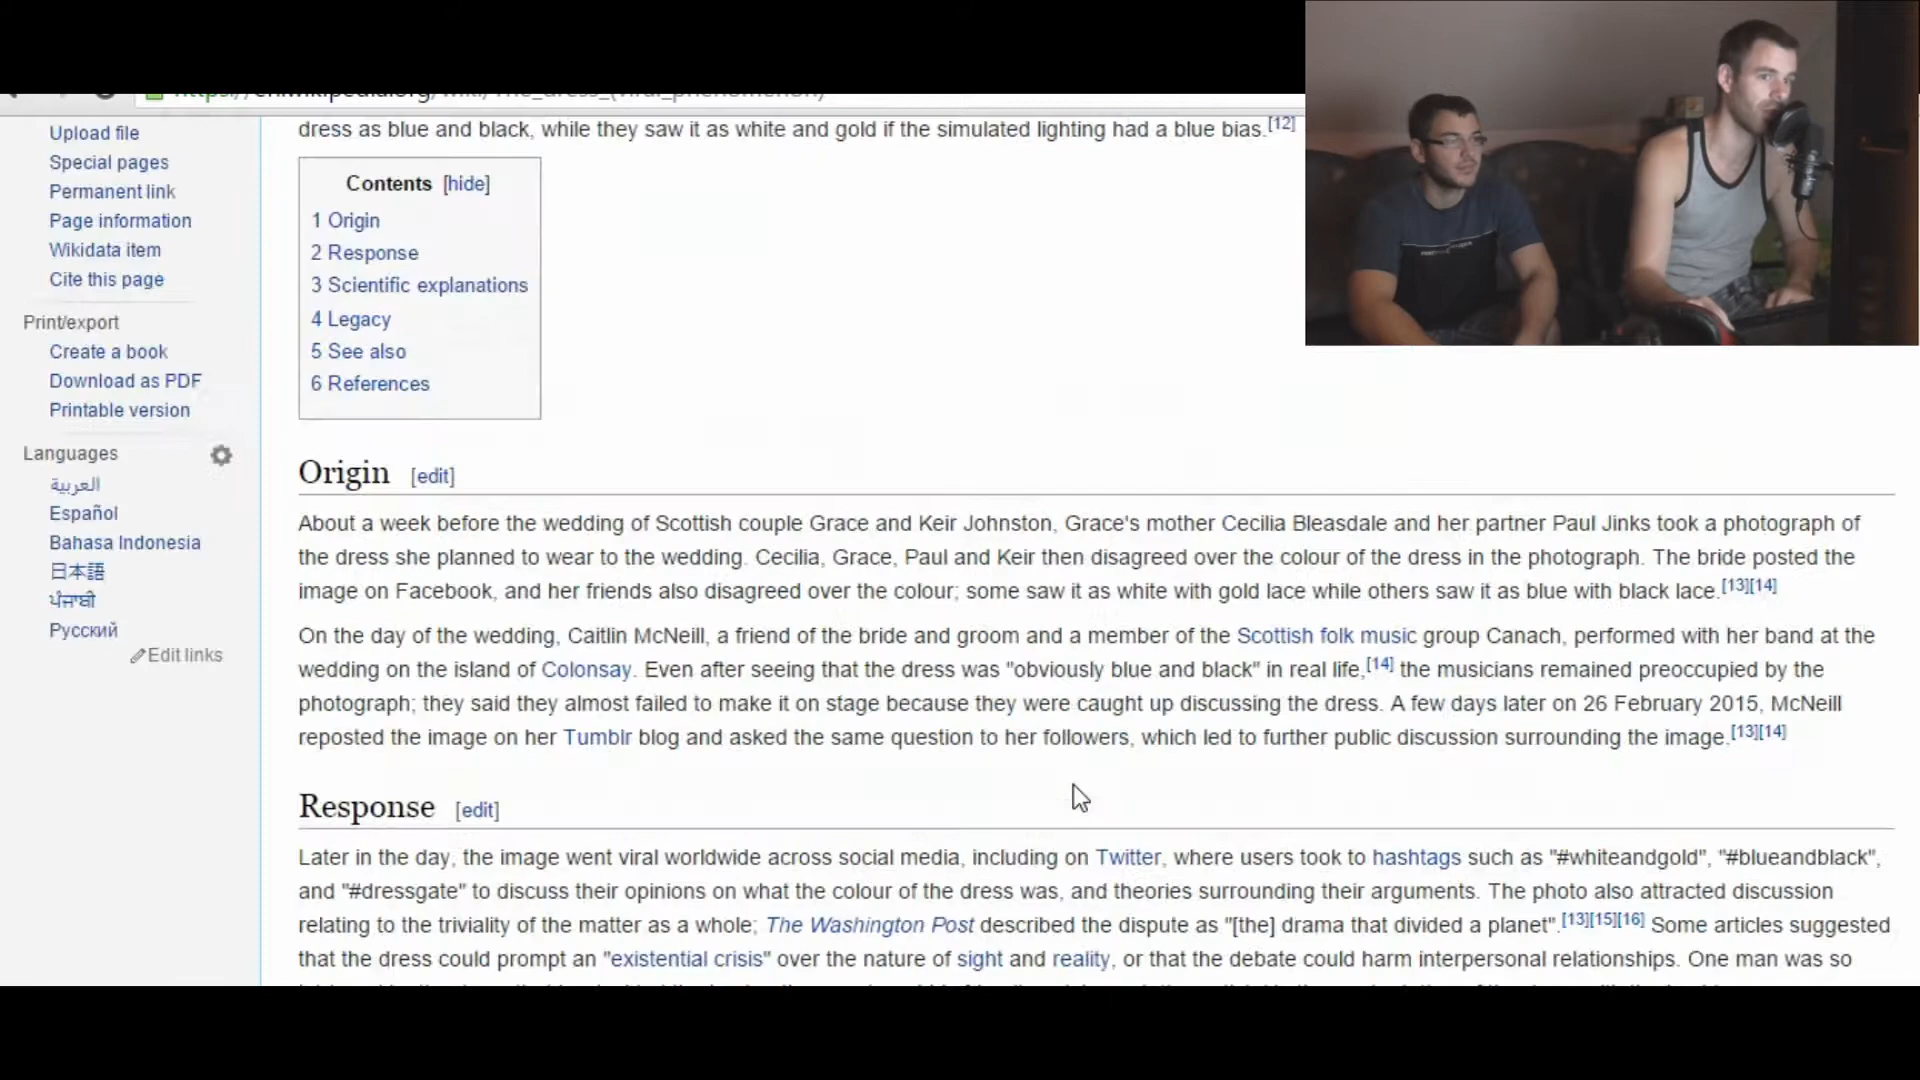 dress as blue and black, while they saw it as white and gold if the simulated lighting had a blue bias.[12]
Upload file
Special pages
Permanent link
Page information
Wikidata item
Cite this page
Print/export
Create a book
Download as PDF
Printable version
Languages
العربية
Español
Bahasa Indonesia
日本語
ਪੰਜਾਬੀ
Русский
Edit links
Contents [hide]
1 Origin
2 Response
3 Scientific explanations
4 Legacy
5 See also
6 References
Origin [edit]
About a week before the wedding of Scottish couple Grace and Keir Johnston, Grace's mother Cecilia Bleasdale and her partner Paul Jinks took a photograph of
the dress she planned to wear to the wedding. Cecilia, Grace, Paul and Keir then disagreed over the colour of the dress in the photograph. The bride posted the
image on Facebook, and her friends also disagreed over the colour; some saw it as white with gold lace while others saw it as blue with black lace.[13][14]
On the day of the wedding, Caitlin McNeill, a friend of the bride and groom and a member of the Scottish folk music group Canach, performed with her band at the
wedding on the island of Colonsay. Even after seeing that the dress was "obviously blue and black" in real life,[14] the musicians remained preoccupied by the
photograph; they said they almost failed to make it on stage because they were caught up discussing the dress. A few days later on 26 February 2015, McNeill
reposted the image on her Tumblr blog and asked the same question to her followers, which led to further public discussion surrounding the image.[13][14]
Response [edit]
Later in the day, the image went viral worldwide across social media, including on Twitter, where users took to hashtags such as "#whiteandgold", "#blueandblack",
and "#dressgate" to discuss their opinions on what the colour of the dress was, and theories surrounding their arguments. The photo also attracted discussion
relating to the triviality of the matter as a whole; The Washington Post described the dispute as "[the] drama that divided a planet".[13][15][16] Some articles suggested
that the dress could prompt an "existential crisis" over the nature of sight and reality, or that the debate could harm interpersonal relationships. One man was so